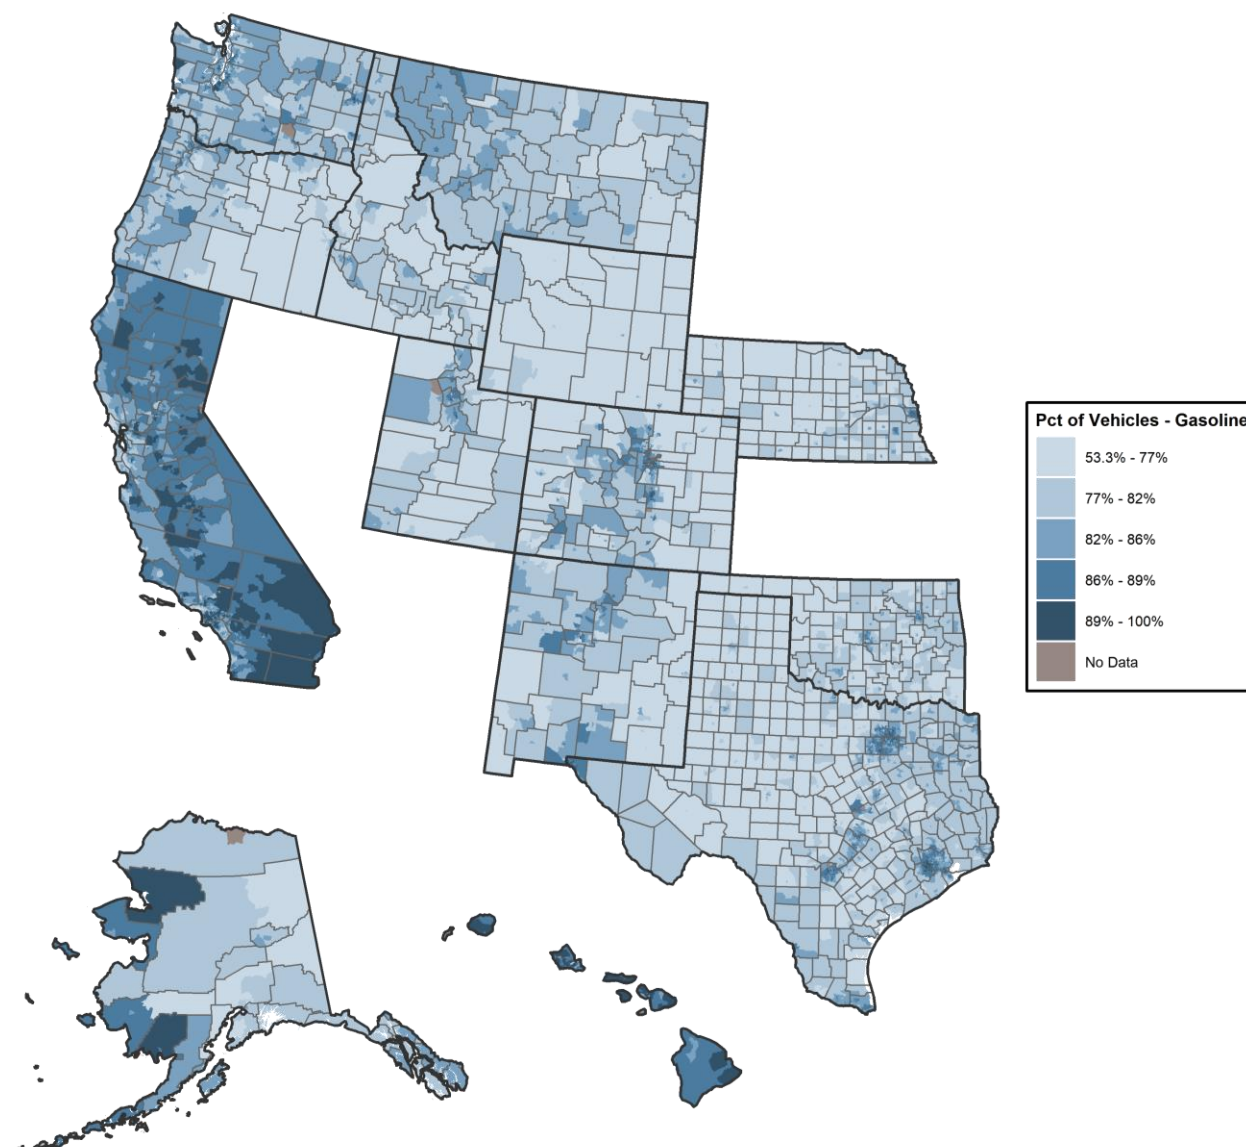 Pct of Vehicles - Gasoline
53.3% - 77%
77% - 82%
82% - 86%
86% - 89%
89% - 100%
No Data